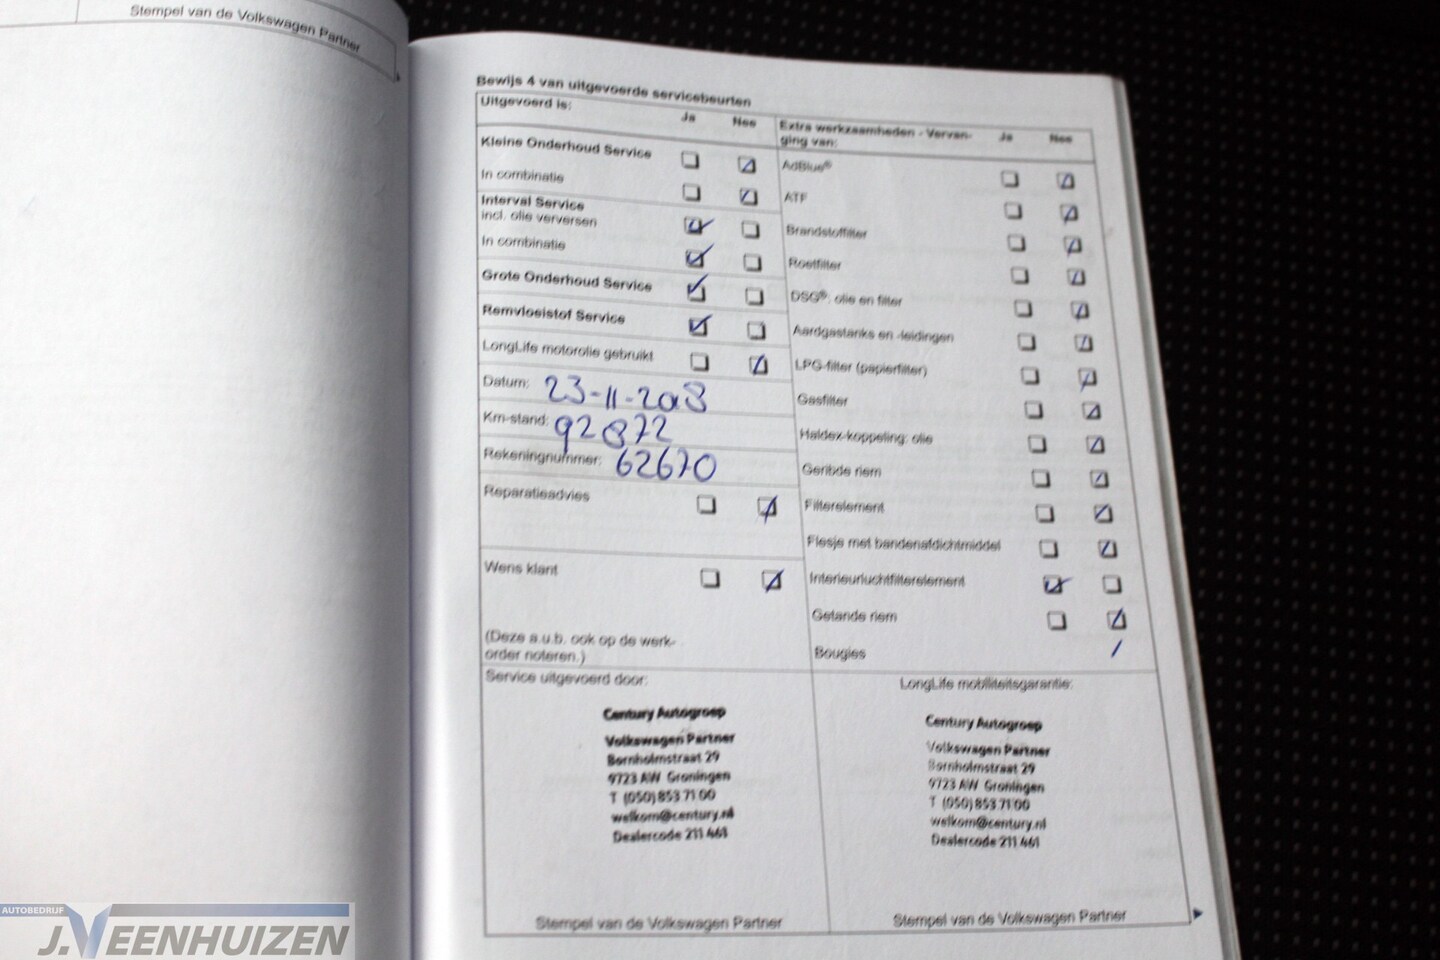 Stempel van de Volkswagen Partner
Bewijs 4 van uitgevoerde servicebeurten
Uitgevoerd is:
Ja Nee
Kleine Onderhoud Service
In combinatie
Interval Service
incl. olie verversen
In combinatie
Grote Onderhoud Service
Remvloeistof Service
LongLife motorolie gebruikt
Datum: 23-11-2018
Km-stand: 92872
Rekeningnummer: 62670
Reparatieadvies
Wens klant
(Deze a.u.b. ook op de werk-
order noteren.)
Extra werkzaamheden - Vervan-
ging van:
Ja Nee
AdBlue®
ATF
Brandstoffilter
Roetfilter
DSG®: olie en filter
Aardgastanks en -leidingen
LPG-filter (papierfilter)
Gasfilter
Haldex-koppeling: olie
Geribde riem
Filterelement
Flesje met bandenafdichtmiddel
Interieurluchtfilterelement
Getande riem
Bougies
Service uitgevoerd door:
Century Autogroep
Volkswagen Partner
Bornholmstraat 29
9723 AW Groningen
T (050) 853 71 00
welkom@century.nl
Dealercode 211 461
Stempel van de Volkswagen Partner
LongLife mobiliteitsgarantie:
Century Autogroep
Volkswagen Partner
Bornholmstraat 29
9723 AW Groningen
T (050) 853 71 00
welkom@century.nl
Dealercode 211 461
Stempel van de Volkswagen Partner
AUTOBEDRIJF
J.VEENHUIZEN